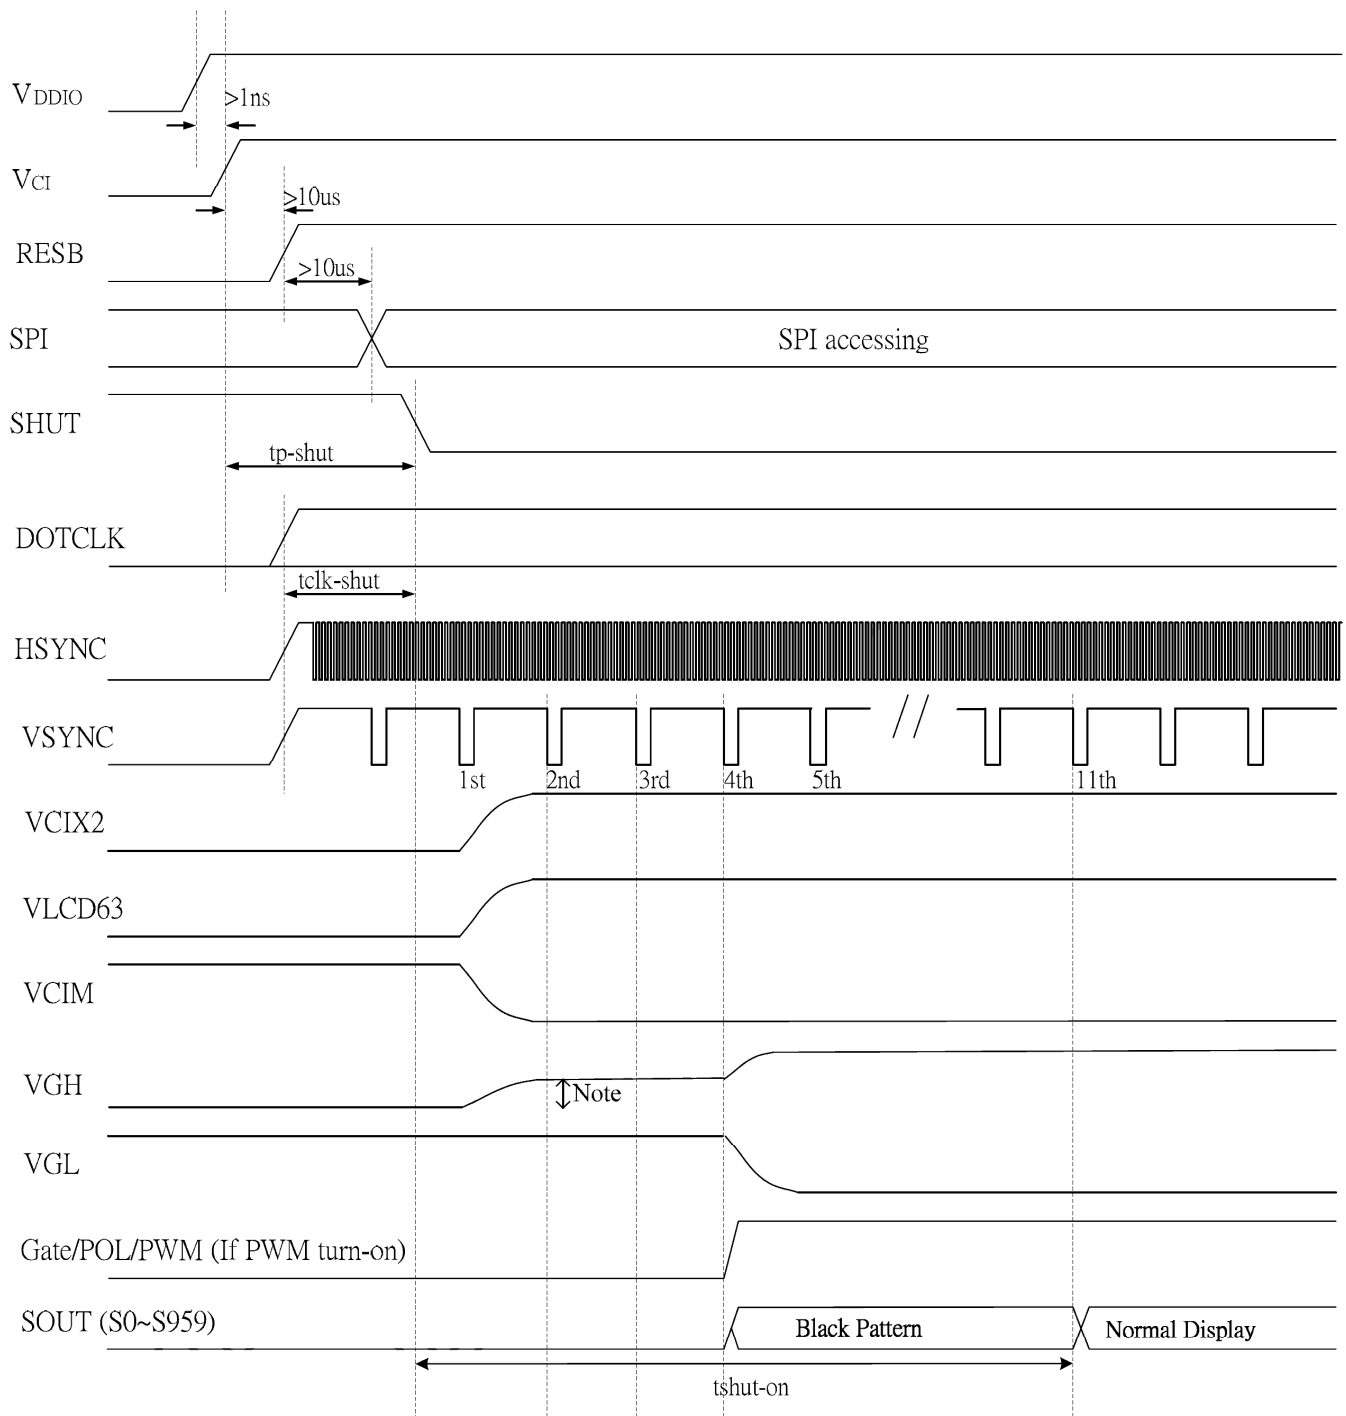 VDDIO
>1ns
VCI
>10us
RESB
>10us
SPI
SPI accessing
SHUT
tp-shut
DOTCLK
tclk-shut
HSYNC
VSYNC
1st 2nd 3rd 4th 5th 11th
VCIX2
VLCD63
VCIM
VGH
Note
VGL
Gate/POL/PWM (If PWM turn-on)
SOUT (S0~S959)
Black Pattern Normal Display
tshut-on